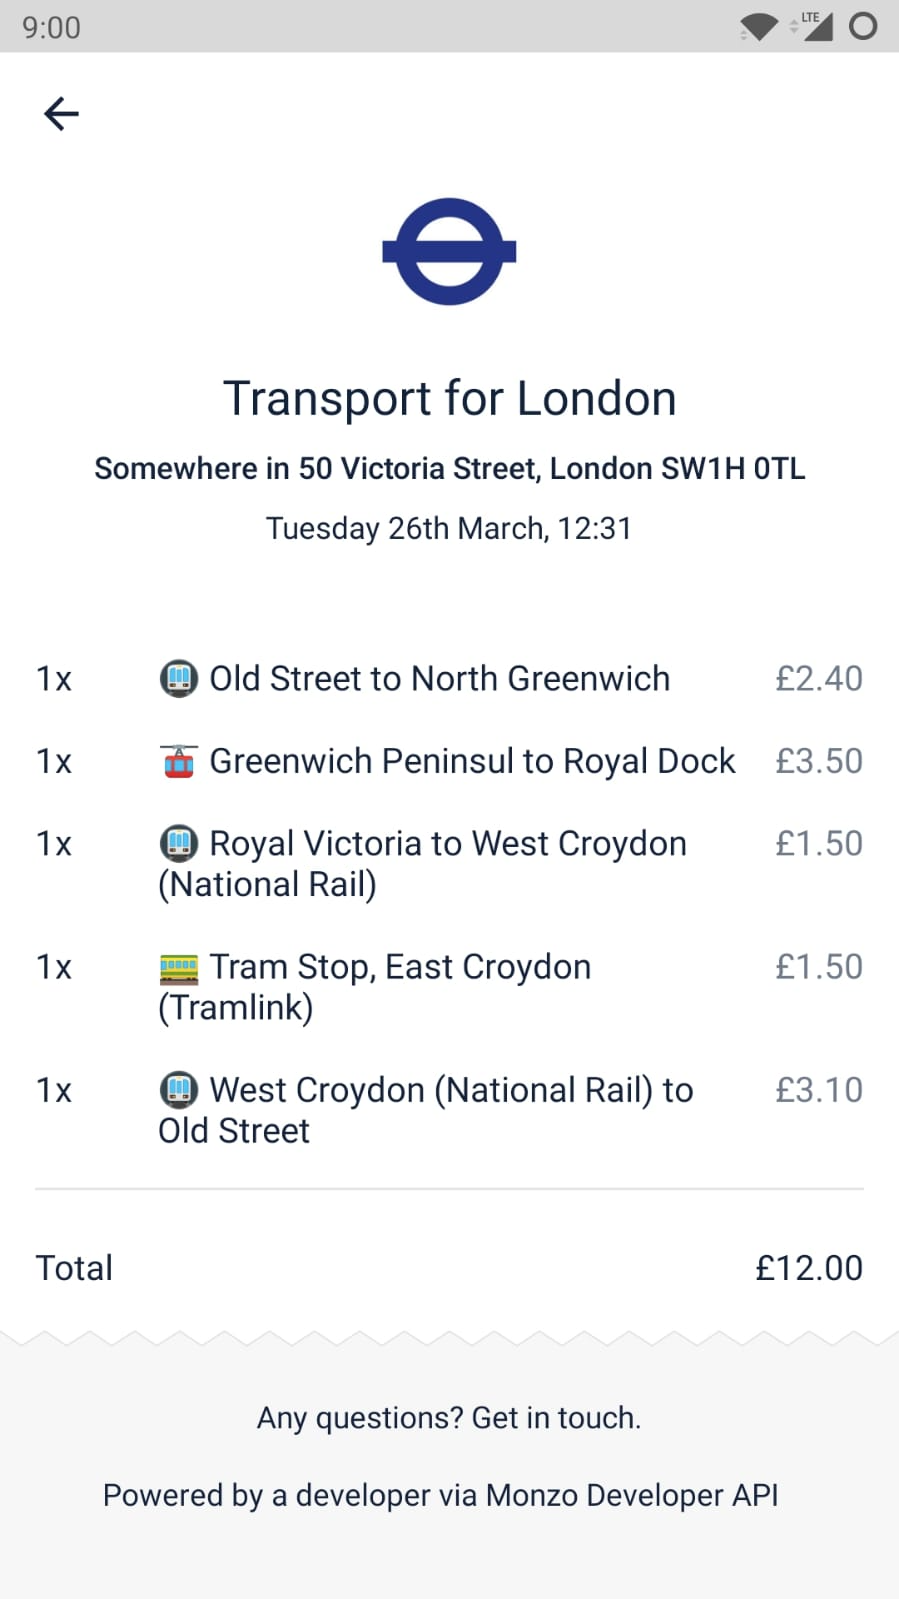 9:00
LTE
Transport for London
Somewhere in 50 Victoria Street, London SW1H 0TL
Tuesday 26th March, 12:31
1x Old Street to North Greenwich £2.40
1x Greenwich Peninsul to Royal Dock £3.50
1x Royal Victoria to West Croydon £1.50
(National Rail)
1x Tram Stop, East Croydon £1.50
(Tramlink)
1x West Croydon (National Rail) to £3.10
Old Street
Total £12.00
Any questions? Get in touch.
Powered by a developer via Monzo Developer API